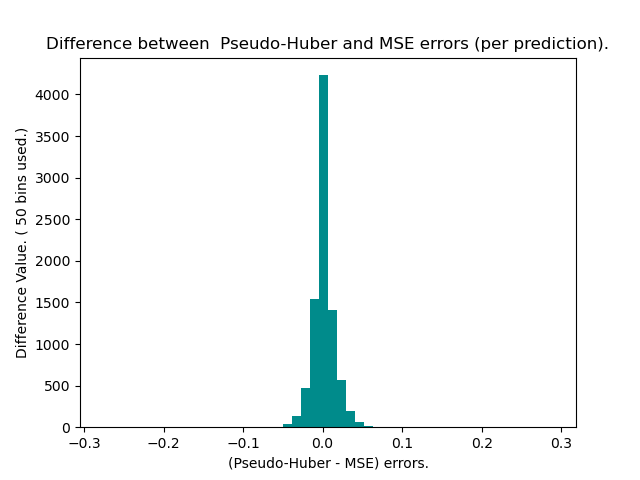 Difference between  Pseudo-Huber and MSE errors (per prediction).
Difference Value. ( 50 bins used.)
4000
3500
3000
2500
2000
1500
1000
500
0
−0.3 −0.2 −0.1 0.0 0.1 0.2 0.3
(Pseudo-Huber - MSE) errors.